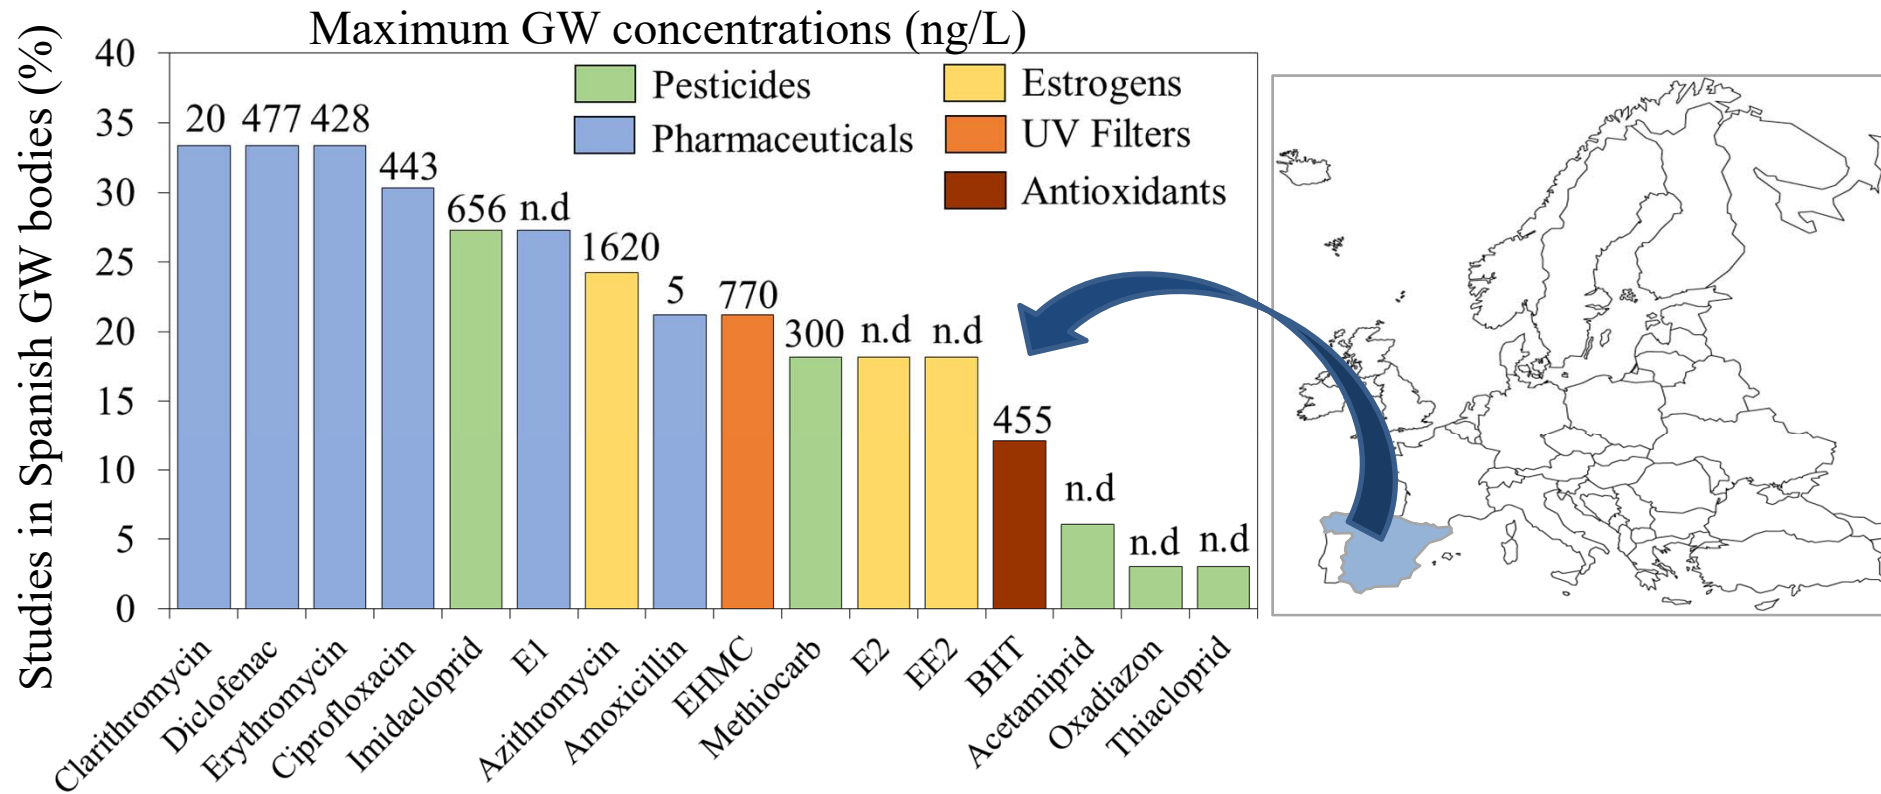 Maximum GW concentrations (ng/L)
Studies in Spanish GW bodies (%)
40
35
30
25
20
15
10
5
0
Pesticides
Pharmaceuticals
Estrogens
UV Filters
Antioxidants
20
477
428
443
656
n.d
1620
5
770
300
n.d
n.d
455
n.d
n.d
n.d
Clarithromycin
Diclofenac
Erythromycin
Ciprofloxacin
Imidacloprid
E1
Azithromycin
Amoxicillin
EHMC
Methiocarb
E2
EE2
BHT
Acetamiprid
Oxadiazon
Thiacloprid